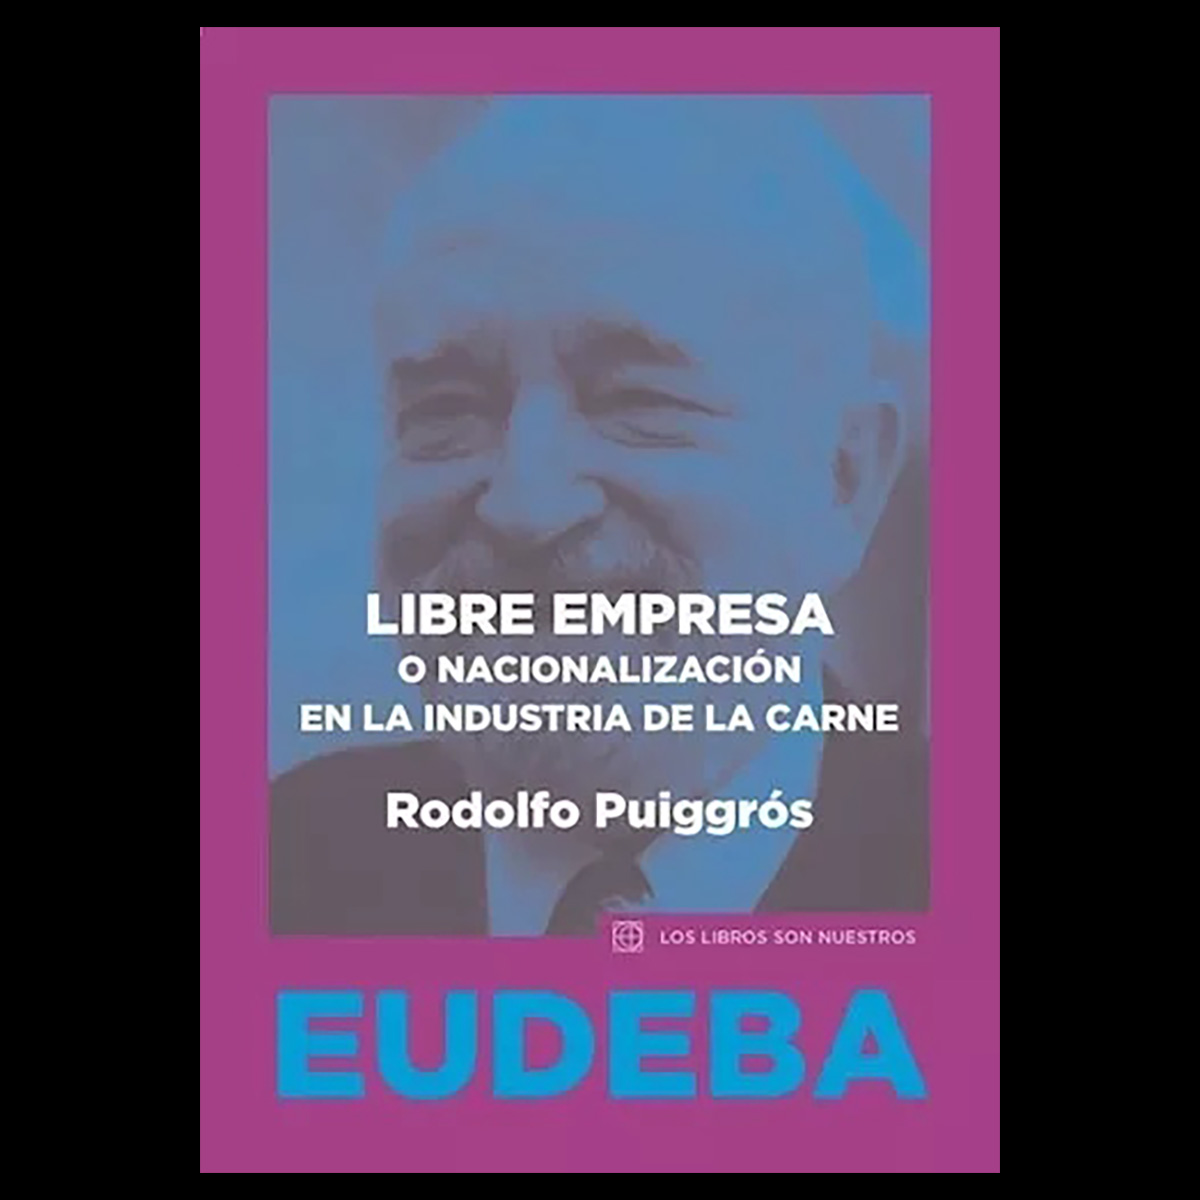 LIBRE EMPRESA
O NACIONALIZACIÓN
EN LA INDUSTRIA DE LA CARNE
Rodolfo Puiggrós
LOS LIBROS SON NUESTROS
EUDEBA